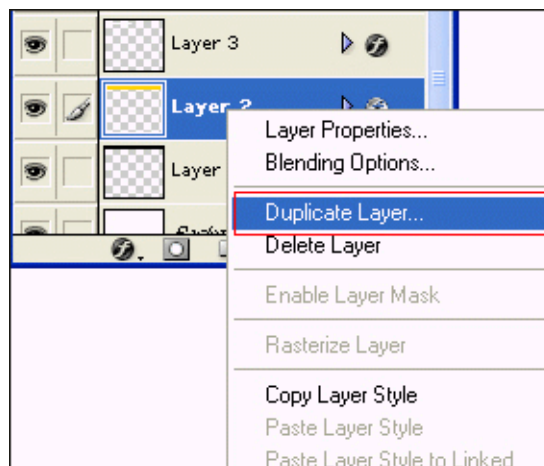 Layer 3
Layer 2
Layer
Layer Properties...
Blending Options...
Duplicate Layer...
Delete Layer
Enable Layer Mask
Rasterize Layer
Copy Layer Style
Paste Layer Style
Paste Layer Style to Linked